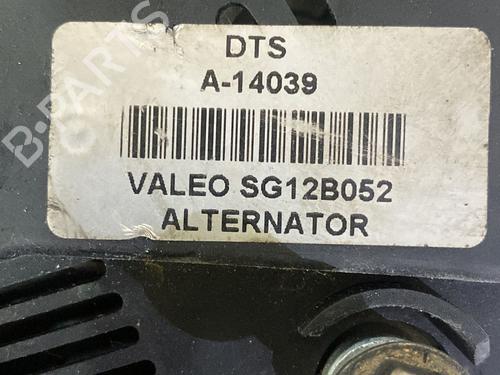 DTS
A-14039
VALEO SG12B052
ALTERNATOR
B-PARTS